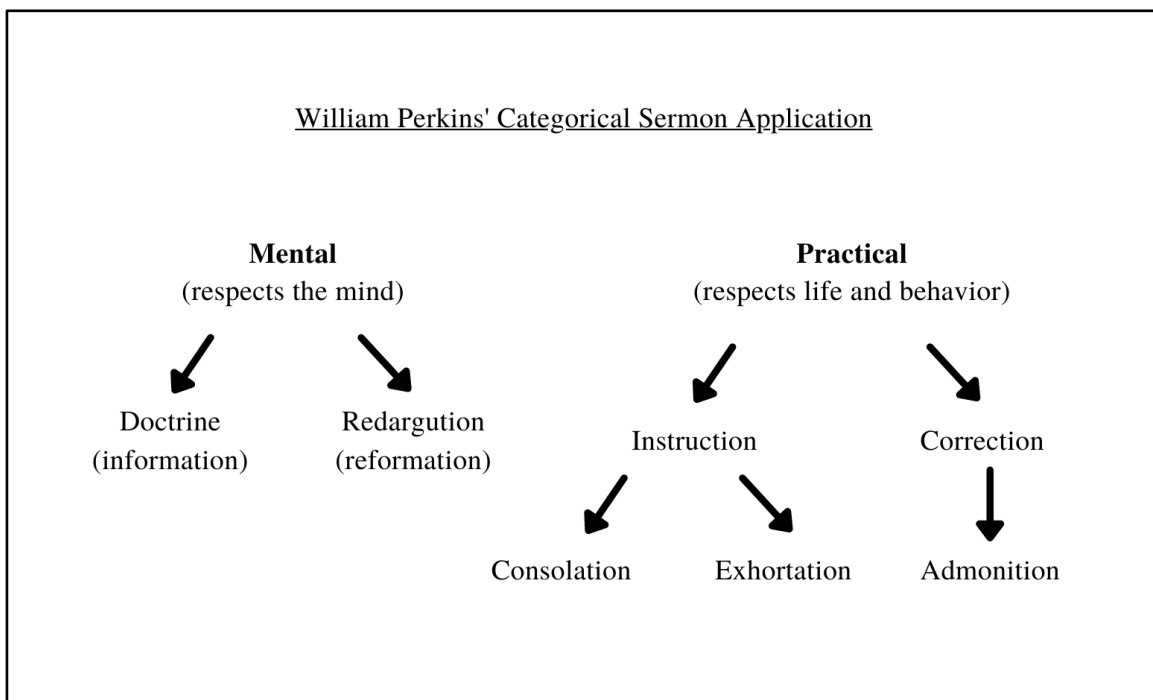 William Perkins' Categorical Sermon Application
Mental
(respects the mind)
Practical
(respects life and behavior)
Doctrine
(information)
Redargution
(reformation)
Instruction
Correction
Consolation
Exhortation
Admonition